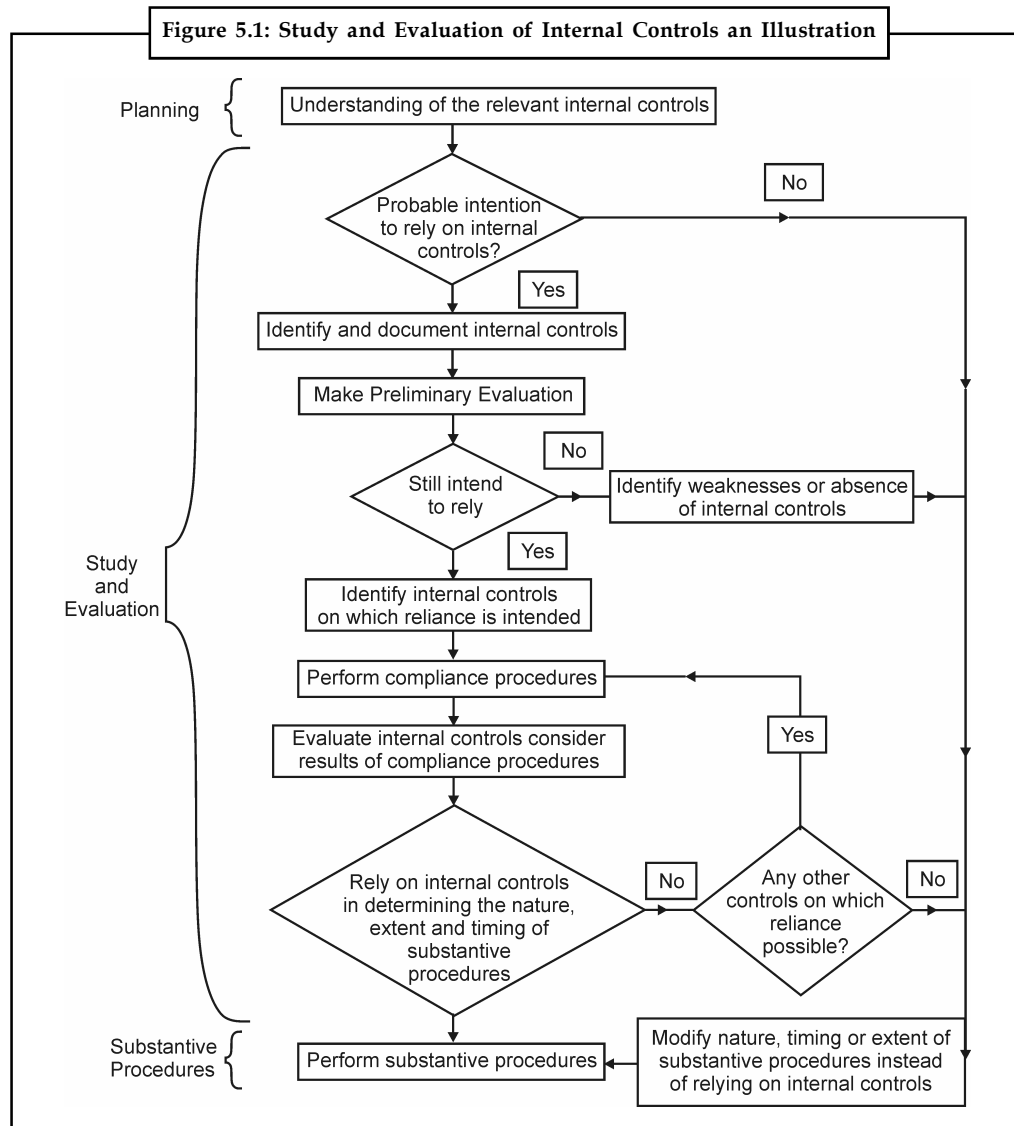 Figure 5.1: Study and Evaluation of Internal Controls an Illustration
Planning
Understanding of the relevant internal controls
No
Probable intention
to rely on internal
controls?
Yes
Identify and document internal controls
Make Preliminary Evaluation
No
Still intend
to rely
Identify weaknesses or absence
of internal controls
Yes
Study
and
Evaluation
Identify internal controls
on which reliance is intended
Perform compliance procedures
Yes
Evaluate internal controls consider
results of compliance procedures
Rely on internal controls
in determining the nature,
extent and timing of
substantive
procedures
No
Any other
controls on which
reliance
possible?
No
Substantive
Procedures
Perform substantive procedures
Modify nature, timing or extent of
substantive procedures instead
of relying on internal controls